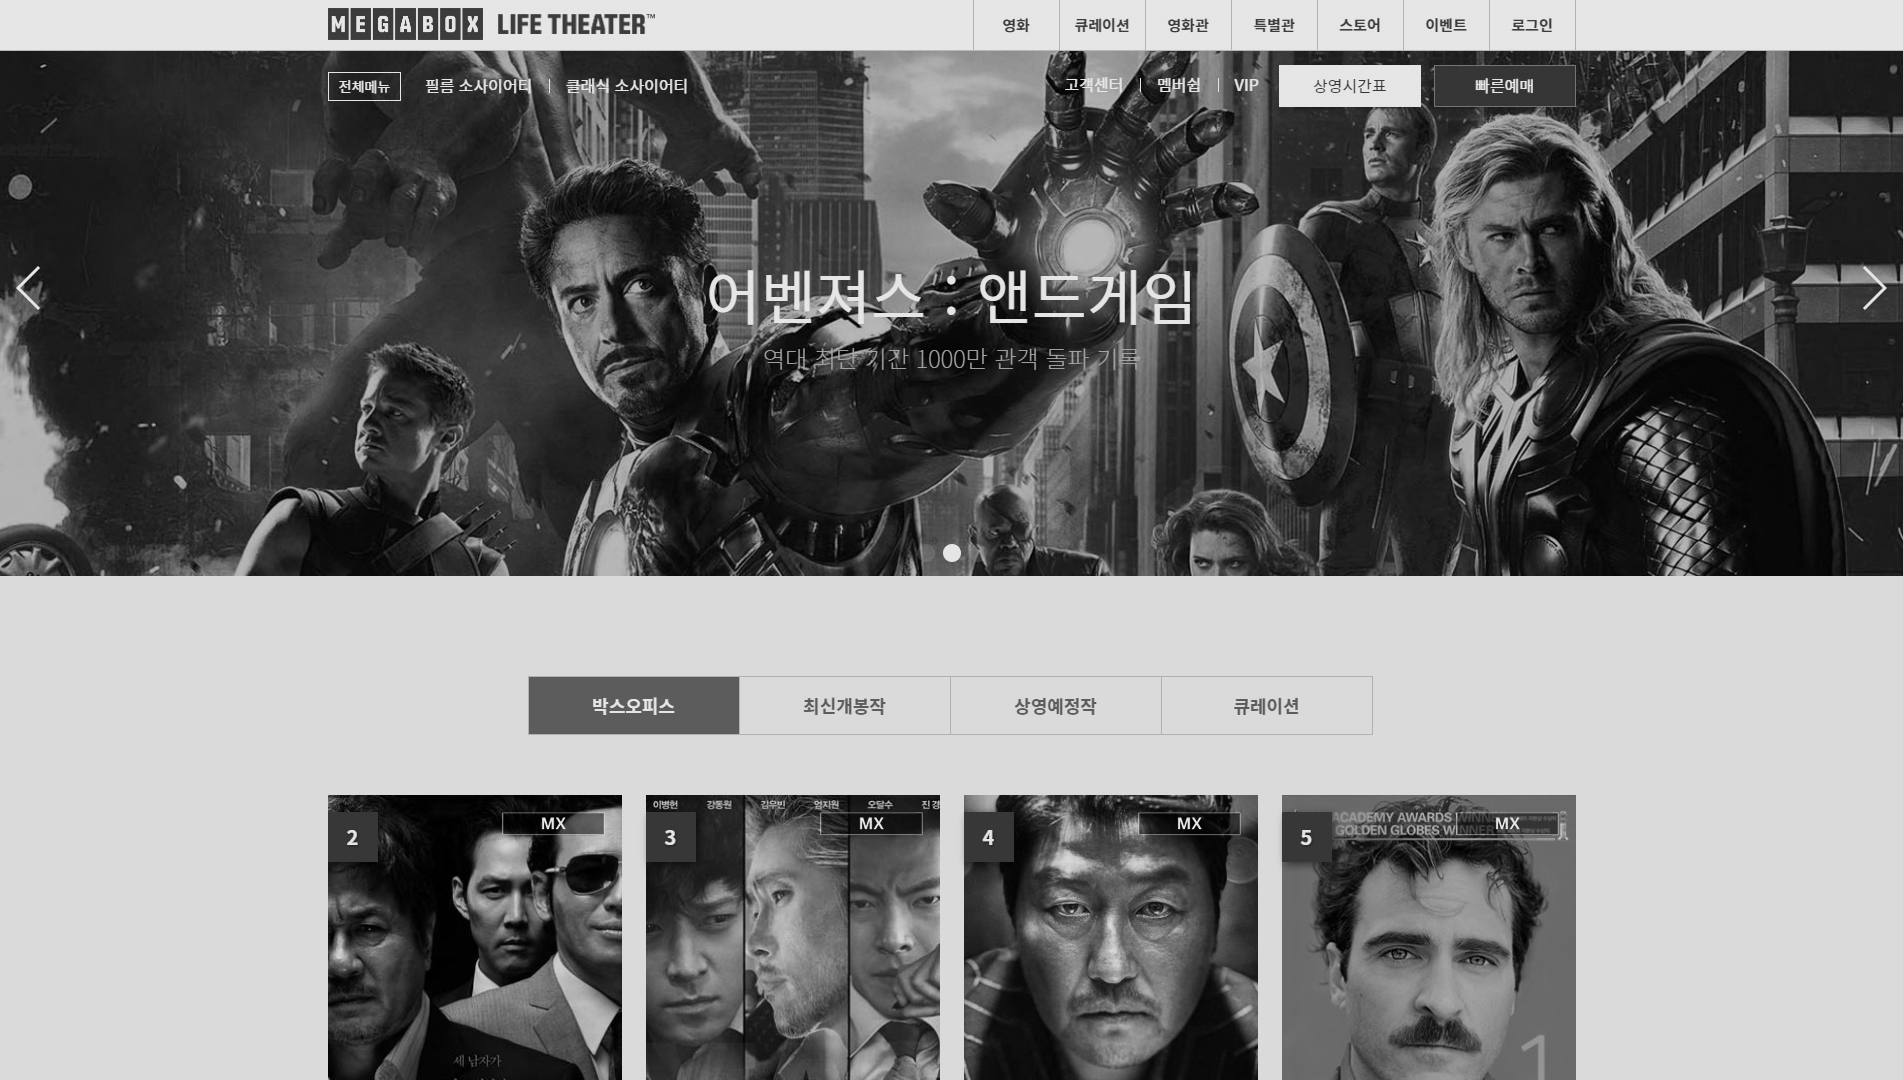 MEGABOX LIFE THEATER™
영화 큐레이션 영화관 특별관 스토어 이벤트 로그인
전체메뉴 필름 소사이어티 클래식 소사이어티 고객센터 멤버쉽 VIP 상영시간표 빠른예매
어벤져스 : 앤드게임
역대 최단 기간 1000만 관객 돌파 기록
박스오피스 최신개봉작 상영예정작 큐레이션
이병헌 강동원 김우빈 엄지원 오달수 진경
2 MX 3 MX 4 MX 5 MX
ACADEMY AWARDS
GOLDEN GLOBES WINNER
세 남자가
1